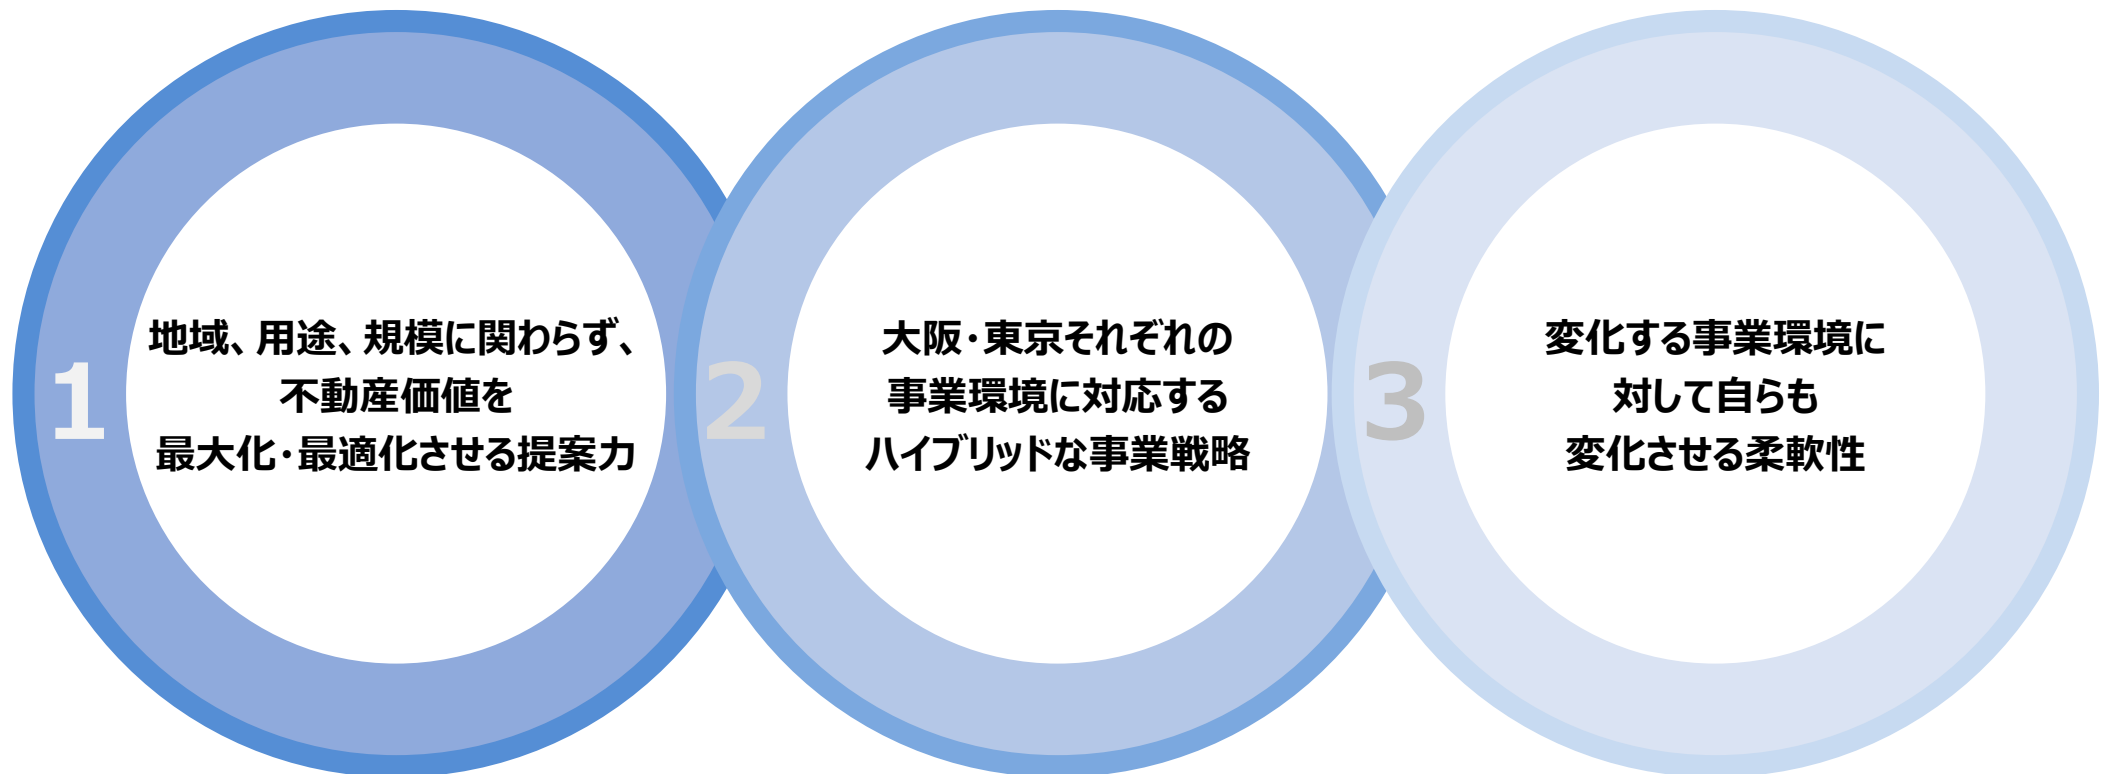 1
地域、用途、規模に関わらず、
不動産価値を
最大化・最適化させる提案力
2
大阪・東京それぞれの
事業環境に対応する
ハイブリッドな事業戦略
3
変化する事業環境に
対して自らも
変化させる柔軟性